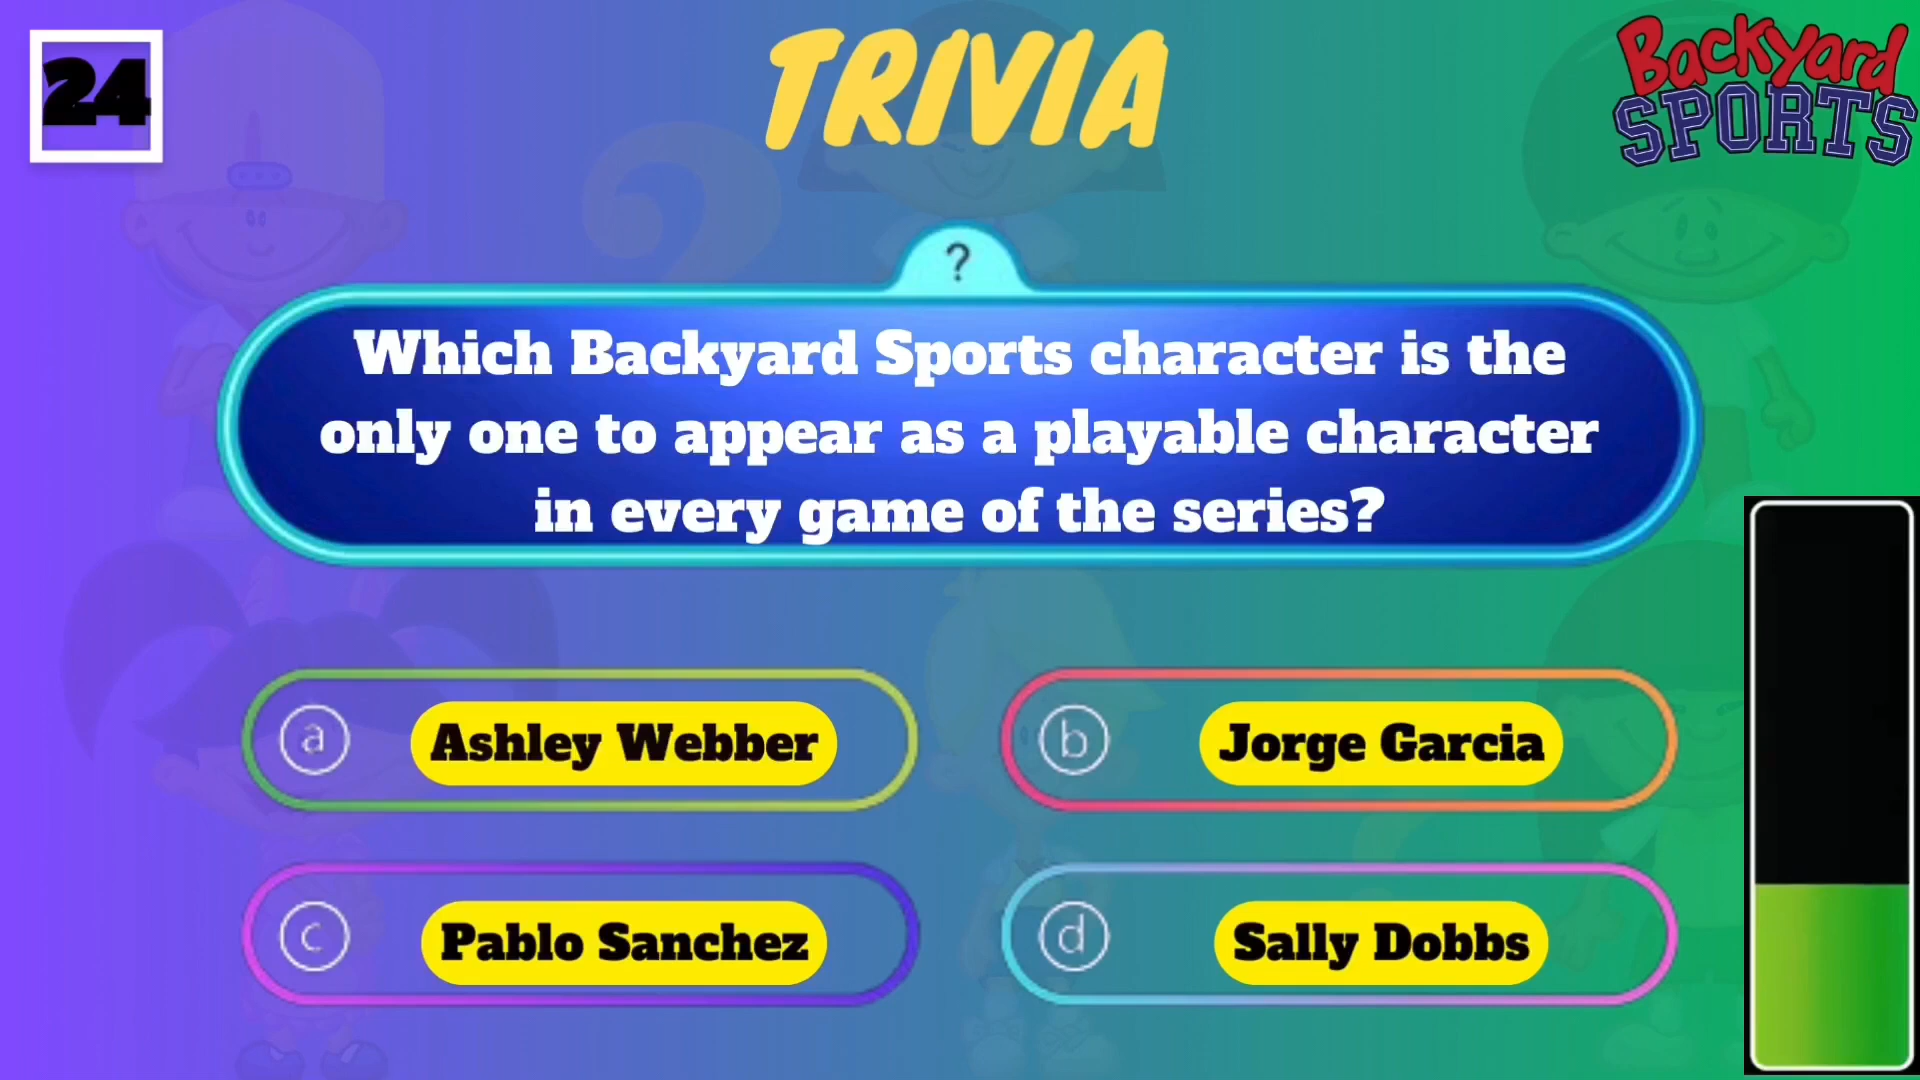 24
TRIVIA
Backyard
SPORTS
?
Which Backyard Sports character is the
only one to appear as a playable character
in every game of the series?
a Ashley Webber
b Jorge Garcia
c Pablo Sanchez
d Sally Dobbs